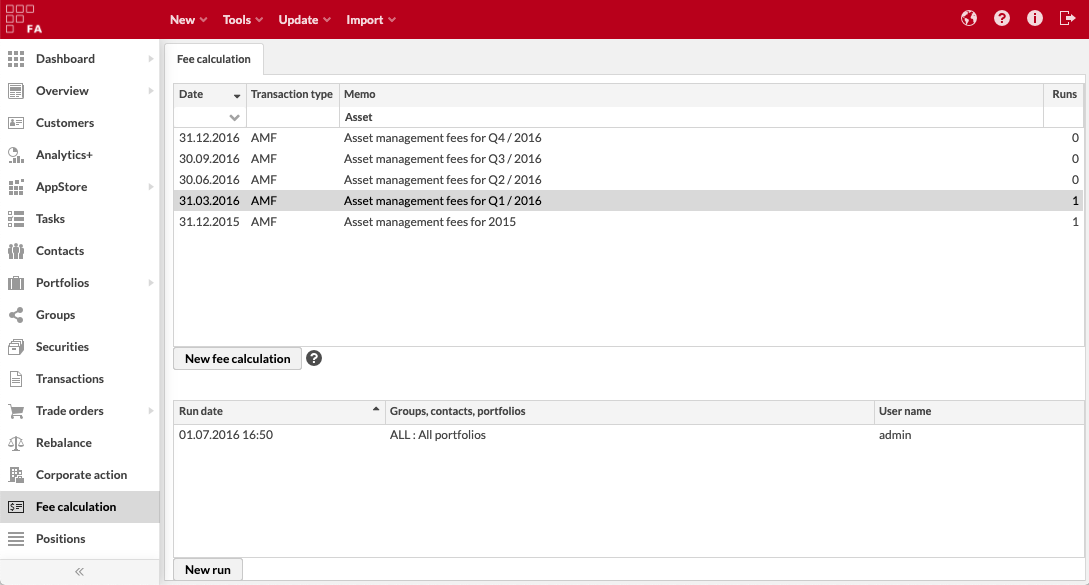 FA
New Tools Update Import
Dashboard
Overview
Customers
Analytics+
AppStore
Tasks
Contacts
Portfolios
Groups
Securities
Transactions
Trade orders
Rebalance
Corporate action
Fee calculation
Positions
«
Fee calculation
Date Transaction type Memo Runs
Asset
31.12.2016 AMF Asset management fees for Q4 / 2016 0
30.09.2016 AMF Asset management fees for Q3 / 2016 0
30.06.2016 AMF Asset management fees for Q2 / 2016 0
31.03.2016 AMF Asset management fees for Q1 / 2016 1
31.12.2015 AMF Asset management fees for 2015 1
New fee calculation ?
Run date Groups, contacts, portfolios User name
01.07.2016 16:50 ALL : All portfolios admin
New run